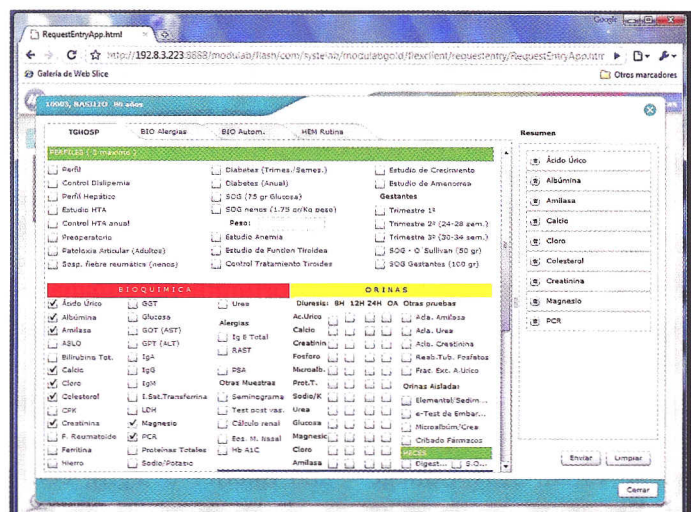 Google
RequestEntryApp.html
http://192.8.3.223:8888/modulab/flash/com/systelab/modulabgold/flexclient/requestentry/RequestEntryApp.htm
Galería de Web Slice
Otros marcadores
10003, BASILIO 80 años
TGHOSP BIO Alergias BIO Autom. HEM Rutina
Resumen
PERFILES ( 5 máximo )
Perfil
Control Dislipemia
Perfil Hepático
Estudio HTA
Control HTA anual
Preoperatorio
Patología Articular (Adultos)
Sosp. fiebre reumática (nenos)
Diabetes (Trimes./Semes.)
Diabetes (Anual)
SOG (75 gr Glucosa)
SOG nenos (1.75 gr/Kg peso)
Peso:
Estudio Anemia
Estudio de Funcion Tiroidea
Control Tratamiento Tiroides
Estudio de Crecimiento
Estudio de Amenorrea
Gestantes
Trimestre 1º
Trimestre 2º (24-28 sem.)
Trimestre 3º (30-34 sem.)
SOG - O´Sullivan (50 gr)
SOG Gestantes (100 gr)
BIOQUIMICA
Ácido Úrico
Albúmina
Amilasa
ASLO
Bilirubina Tot.
Calcio
Cloro
Colesterol
CPK
Creatinina
F. Reumatoide
Ferritina
Hierro
GGT
Glucosa
GOT (AST)
GPT (ALT)
IgA
IgG
IgM
I.Sat.Transferrina
LDH
Magnesio
PCR
Proteínas Totales
Sodio/Potasio
Urea
Alergias
Ig E Total
RAST
PSA
Otras Muestras
Seminograma
Test post vas.
Cálculo renal
Eos. M. Nasal
Hb A1C
ORINAS
Diuresis: 8H 12H 24H OA Otras pruebas
Ac.Urico
Calcio
Creatinin
Fosforo
Microalb.
Prot.T.
Sodio/K
Urea
Glucosa
Magnesio
Cloro
Amilasa
Ada. Amilasa
Ada. Urea
Ada. Creatinina
Reab.Tub. Fosfatos
Frac. Exc. A.Urico
Orinas Aisladas
Elemental/Sedim...
e-Test de Embar...
Microalbúm/Crea
Cribado Fármacos
HECES
Digest... S.O...
Ácido Úrico
Albúmina
Amilasa
Calcio
Cloro
Colesterol
Creatinina
Magnesio
PCR
Enviar Limpiar
Cerrar